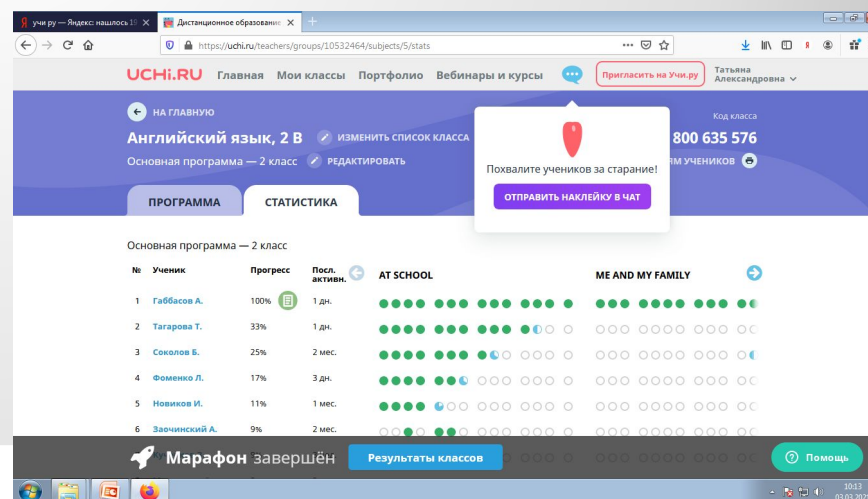 учи ру — Яндекс: нашлось 19
Дистанционное образование
https://uchi.ru/teachers/groups/10532464/subjects/5/stats
UCHi.RU Главная Мои классы Портфолио Вебинары и курсы Пригласить на Учи.ру Татьяна Александровна
НА ГЛАВНУЮ
Код класса
Английский язык, 2 В ИЗМЕНИТЬ СПИСОК КЛАССА 800 635 576
Основная программа — 2 класс РЕДАКТИРОВАТЬ
УЧЕНИКОВ
Похвалите учеников за старание!
ОТПРАВИТЬ НАКЛЕЙКУ В ЧАТ
ПРОГРАММА СТАТИСТИКА
Основная программа — 2 класс
№ Ученик Прогресс Посл. активн. AT SCHOOL ME AND MY FAMILY
1 Габбасов А. 100% 1 дн.
2 Тагарова Т. 33% 1 дн.
3 Соколов Б. 25% 2 мес.
4 Фоменко Л. 17% 3 дн.
5 Новиков И. 11% 1 мес.
6 Заочинский А. 9% 2 мес.
Марафон завершён Результаты классов
Помощь
10:13